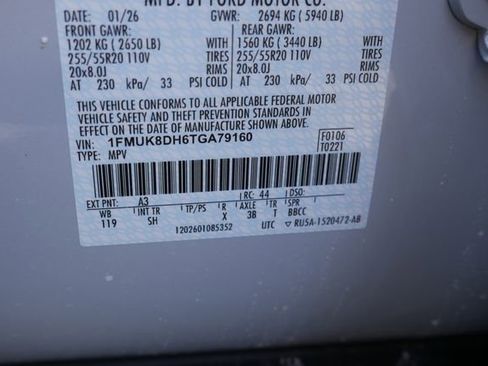 MFD. BY FORD MOTOR CO.
DATE: 01/26 GVWR: 2694 KG ( 5940 LB)
FRONT GAWR: REAR GAWR:
1202 KG ( 2650 LB) WITH 1560 KG ( 3440 LB) WITH
255/55R20 110V TIRES 255/55R20 110V TIRES
20x8.0J RIMS 20x8.0J RIMS
AT 230 kPa/ 33 PSI COLD AT 230 kPa/ 33 PSI COLD
THIS VEHICLE CONFORMS TO ALL APPLICABLE FEDERAL MOTOR
VEHICLE SAFETY AND THEFT PREVENTION STANDARDS IN EFFECT
ON THE DATE OF MANUFACTURE SHOWN ABOVE.
VIN: 1FMUK8DH6TGA79160 F0106
TYPE: MPV T0221
EXT PNT: A3 RC: 44 DSO:
WB INT TR TP/PS R AXLE TR SPR
119 SH X 3B T BBCC
1202601085352 UTC ▽ RU5A-1520472-AB